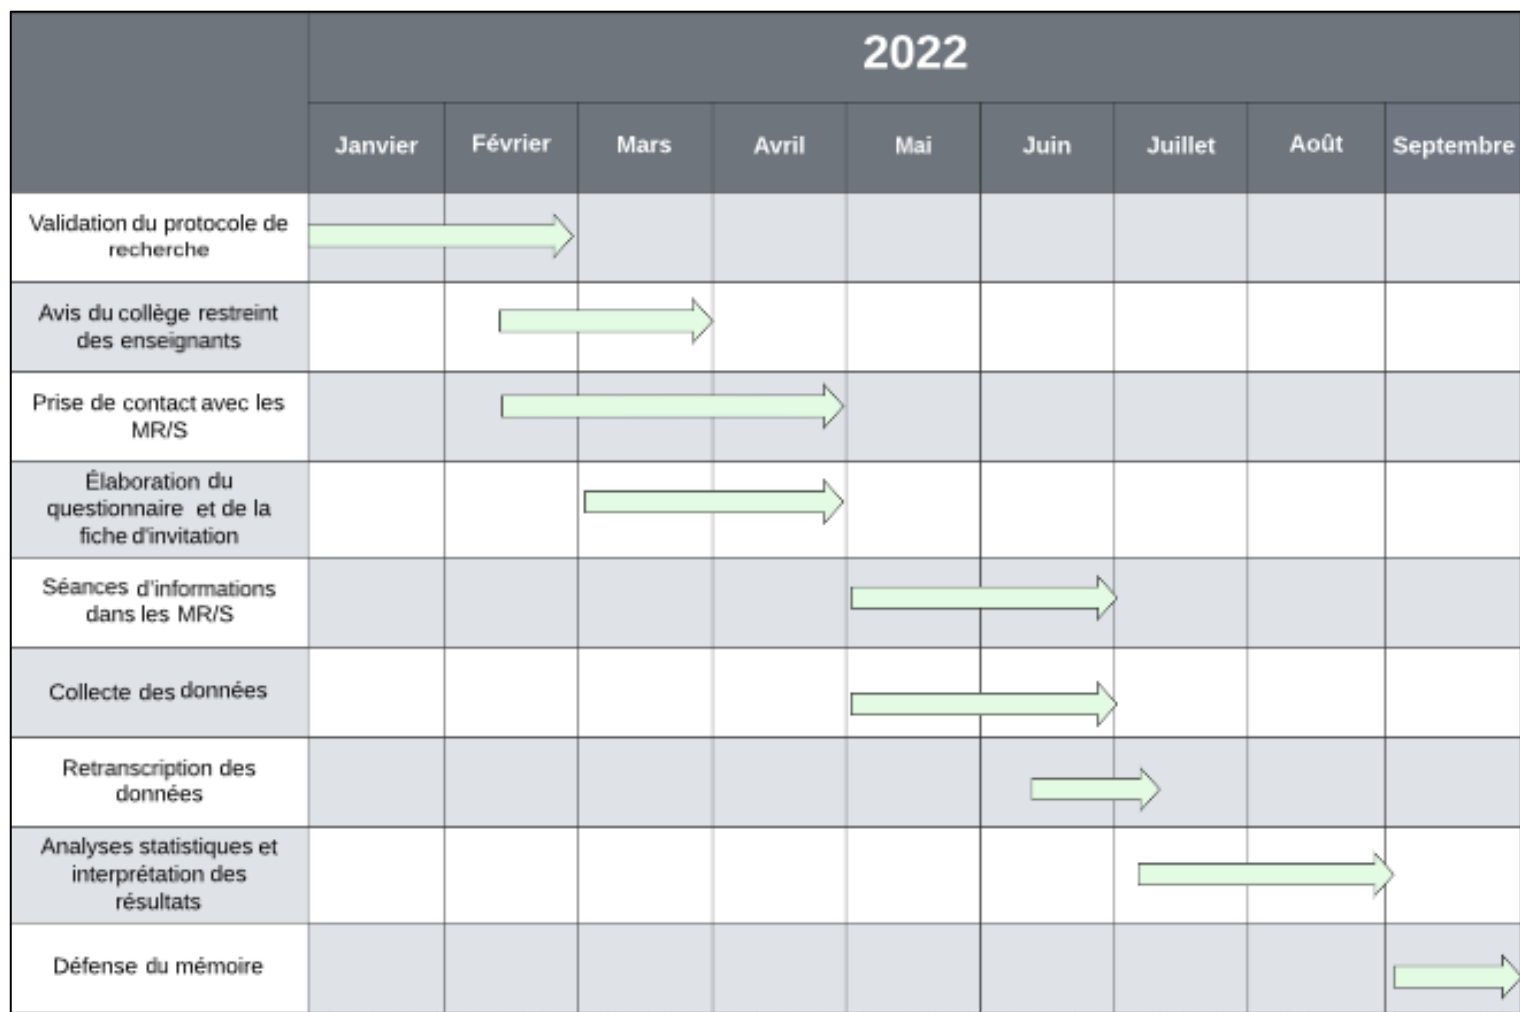 2022
Janvier Février Mars Avril Mai Juin Juillet Août Septembre
Validation du protocole de
recherche
Avis du collège restreint
des enseignants
Prise de contact avec les
MR/S
Élaboration du
questionnaire et de la
fiche d'invitation
Séances d'informations
dans les MR/S
Collecte des données
Retranscription des
données
Analyses statistiques et
interprétation des
résultats
Défense du mémoire